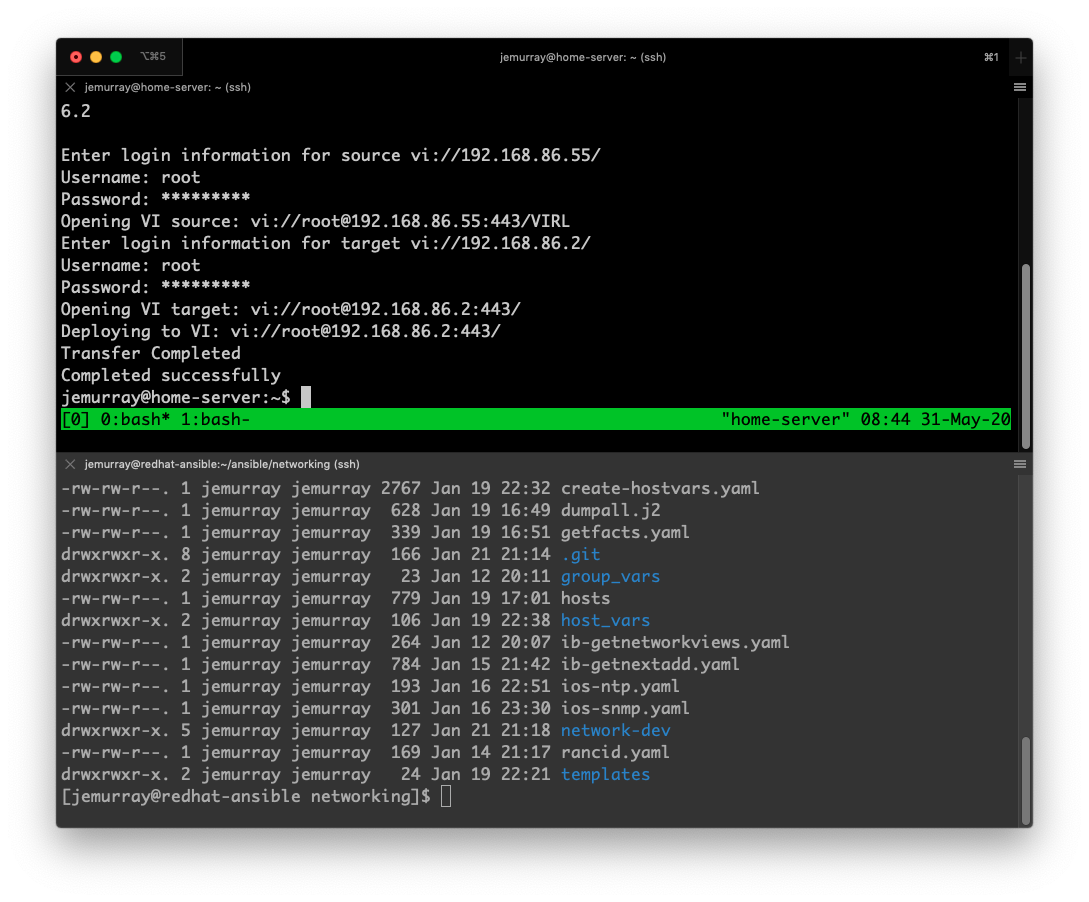 ⌥⌘5
jemurray@home-server: ~ (ssh)
⌘1
jemurray@home-server: ~ (ssh)
6.2
Enter login information for source vi://192.168.86.55/
Username: root
Password: *********
Opening VI source: vi://root@192.168.86.55:443/VIRL
Enter login information for target vi://192.168.86.2/
Username: root
Password: *********
Opening VI target: vi://root@192.168.86.2:443/
Deploying to VI: vi://root@192.168.86.2:443/
Transfer Completed
Completed successfully
jemurray@home-server:~$
[0] 0:bash* 1:bash- "home-server" 08:44 31-May-20
jemurray@redhat-ansible:~/ansible/networking (ssh)
-rw-rw-r--. 1 jemurray jemurray 2767 Jan 19 22:32 create-hostvars.yaml
-rw-rw-r--. 1 jemurray jemurray  628 Jan 19 16:49 dumpall.j2
-rw-rw-r--. 1 jemurray jemurray  339 Jan 19 16:51 getfacts.yaml
drwxrwxr-x. 8 jemurray jemurray  166 Jan 21 21:14 .git
drwxrwxr-x. 2 jemurray jemurray   23 Jan 12 20:11 group_vars
-rw-rw-r--. 1 jemurray jemurray  779 Jan 19 17:01 hosts
drwxrwxr-x. 2 jemurray jemurray  106 Jan 19 22:38 host_vars
-rw-rw-r--. 1 jemurray jemurray  264 Jan 12 20:07 ib-getnetworkviews.yaml
-rw-rw-r--. 1 jemurray jemurray  784 Jan 15 21:42 ib-getnextadd.yaml
-rw-rw-r--. 1 jemurray jemurray  193 Jan 16 22:51 ios-ntp.yaml
-rw-rw-r--. 1 jemurray jemurray  301 Jan 16 23:30 ios-snmp.yaml
drwxrwxr-x. 5 jemurray jemurray  127 Jan 21 21:18 network-dev
-rw-rw-r--. 1 jemurray jemurray  169 Jan 14 21:17 rancid.yaml
drwxrwxr-x. 2 jemurray jemurray   24 Jan 19 22:21 templates
[jemurray@redhat-ansible networking]$